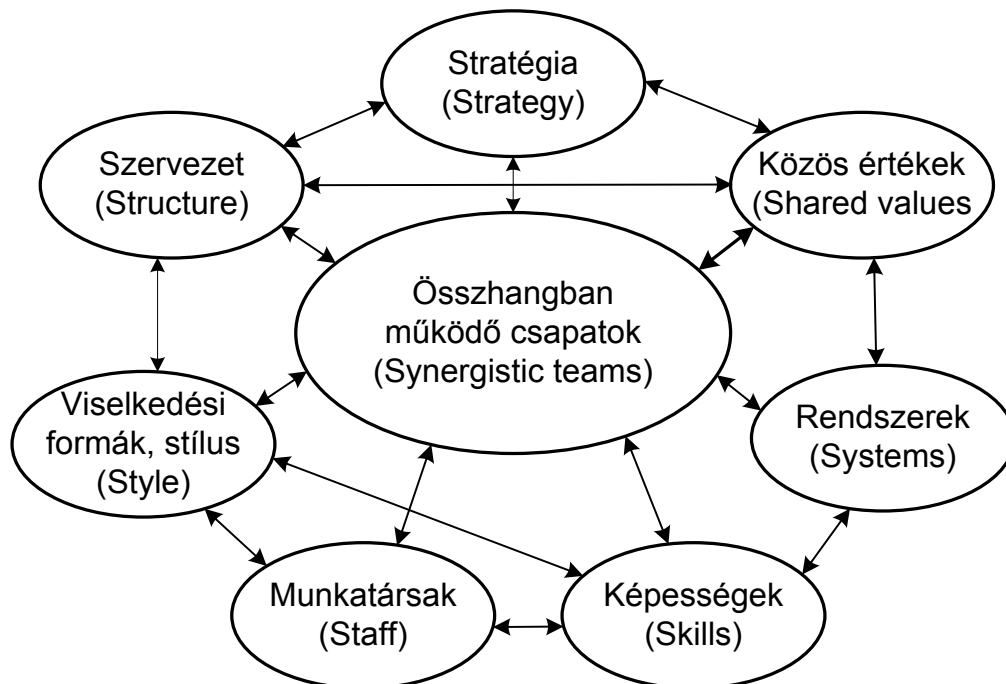 Stratégia
(Strategy)
Szervezet
(Structure)
Közös értékek
(Shared values
Összhangban
működő csapatok
(Synergistic teams)
Viselkedési
formák, stílus
(Style)
Rendszerek
(Systems)
Munkatársak
(Staff)
Képességek
(Skills)